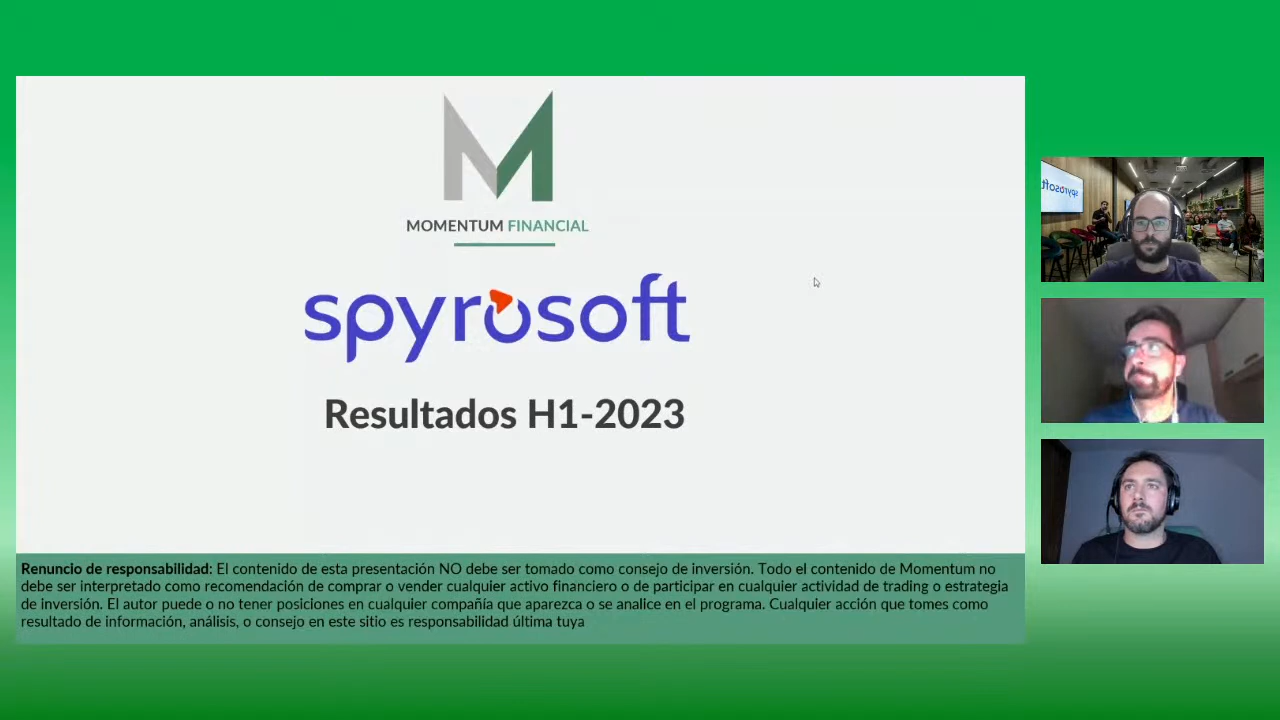 MOMENTUM FINANCIAL
spyrosoft
Resultados H1-2023
Renuncio de responsabilidad: El contenido de esta presentación NO debe ser tomado como consejo de inversión. Todo el contenido de Momentum no
debe ser interpretado como recomendación de comprar o vender cualquier activo financiero o de participar en cualquier actividad de trading o estrategia
de inversión. El autor puede o no tener posiciones en cualquier compañía que aparezca o se analice en el programa. Cualquier acción que tomes como
resultado de información, análisis, o consejo en este sitio es responsabilidad última tuya
spyrosoft